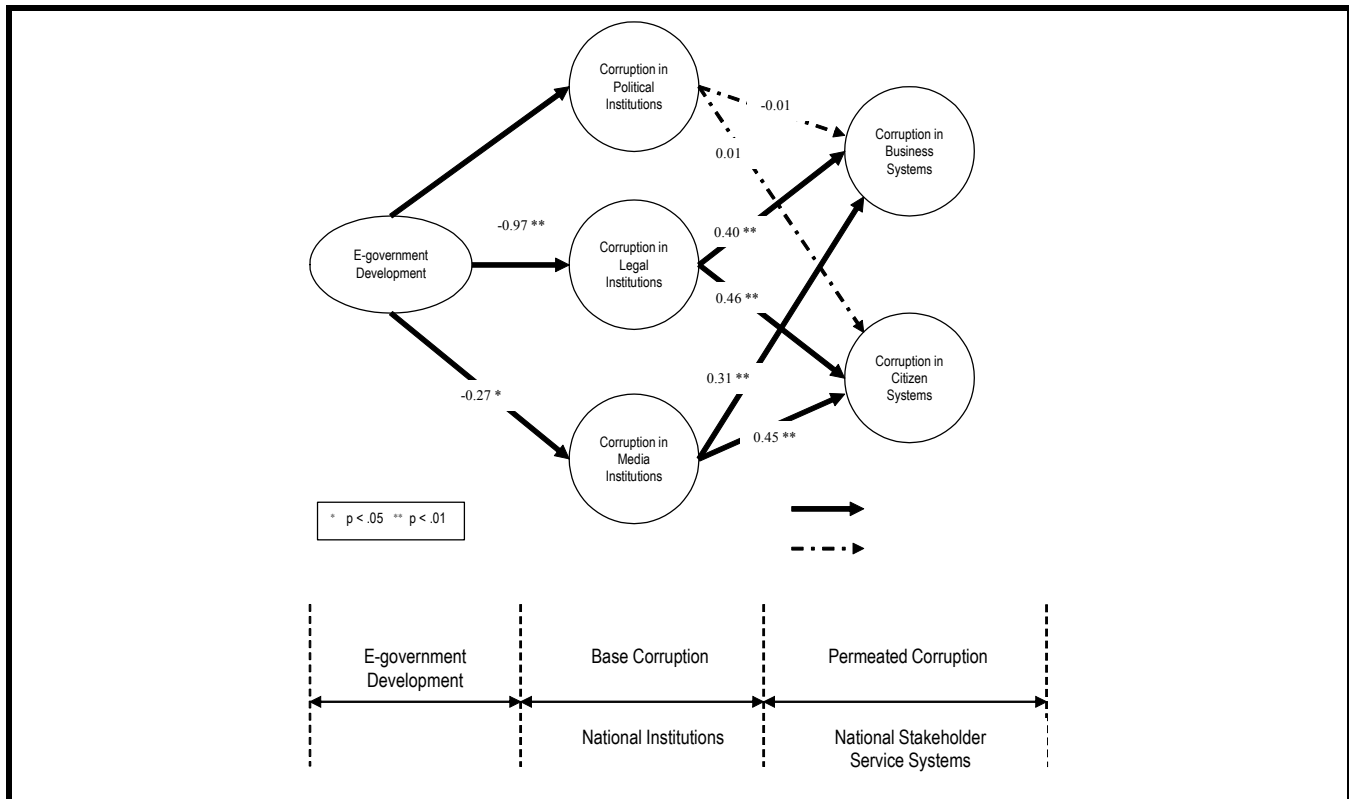 Corruption in
Political
Institutions
-0.01
Corruption in
Business
Systems
0.01
-0.97 **
0.40 **
E-government
Development
Corruption in
Legal
Institutions
0.46 **
Corruption in
Citizen
Systems
0.31 **
-0.27 *
Corruption in
Media
Institutions
0.45 **
* p < .05 ** p < .01
E-government
Development
Base Corruption
Permeated Corruption
National Institutions
National Stakeholder
Service Systems